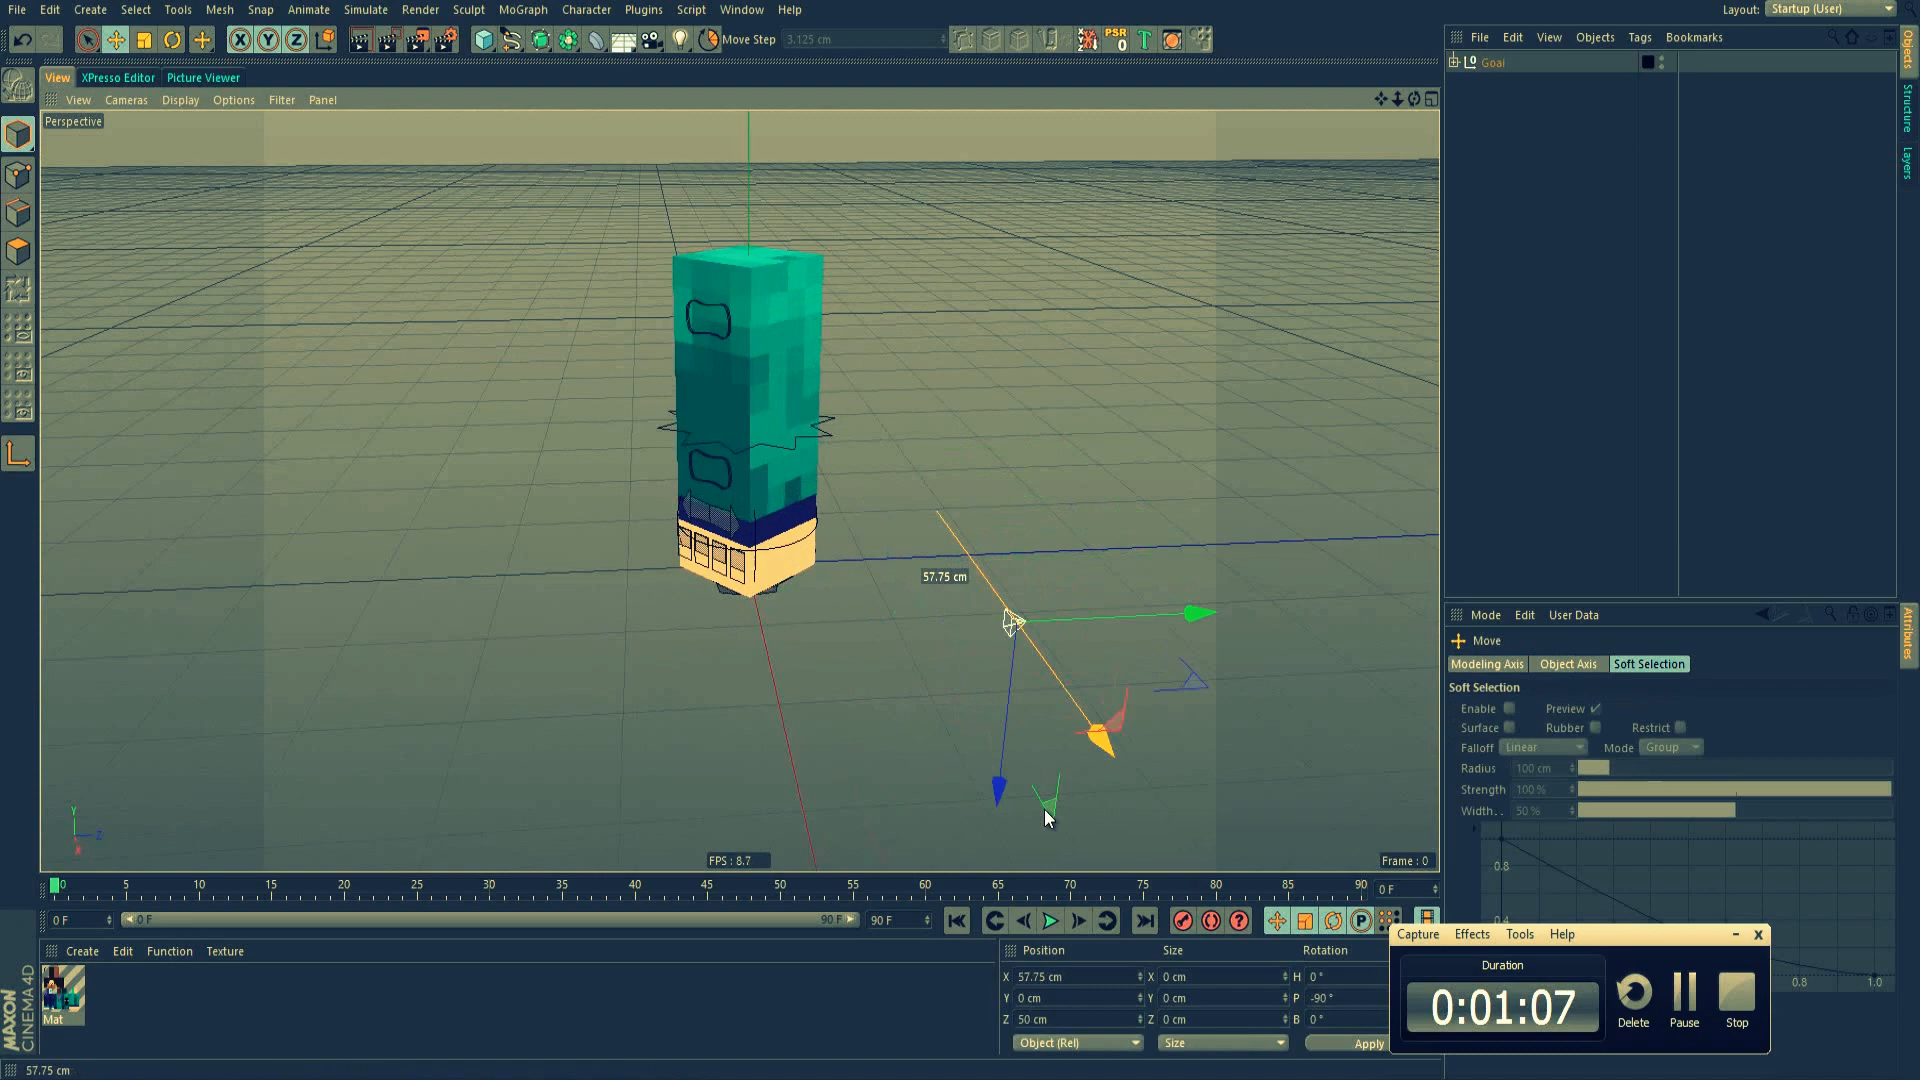 File Edit Create Select Tools Mesh Snap Animate Simulate Render Sculpt MoGraph Character Plugins Script Window Help Layout: Startup (User)
X Y Z Move Step 3.125 cm PSR 0
File Edit View Objects Tags Bookmarks
View XPresso Editor Picture Viewer
Goal
View Cameras Display Options Filter Panel
Perspective
Objects
Structure
Layers
57.75 cm
Mode Edit User Data
Move
Modeling Axis Object Axis Soft Selection
Attributes
Soft Selection
Enable Preview
Surface Rubber Restrict
Falloff Linear Mode Group
Radius 100 cm
Strength 100 %
Width.. 50 %
0.8
0.4
0.8 1.0
Y
Z
X
FPS : 8.7
Frame : 0
0 5 10 15 20 25 30 35 40 45 50 55 60 65 70 75 80 85 90 0 F
0 F 0 F 90 F 90 F P
Create Edit Function Texture
Mat
Position Size Rotation
X 57.75 cm X 0 cm H 0 °
Y 0 cm Y 0 cm P -90 °
Z 50 cm Z 0 cm B 0 °
Object (Rel) Size Apply
Capture Effects Tools Help
Duration
0:01:07
Delete Pause Stop
MAXON
CINEMA 4D
57.75 cm